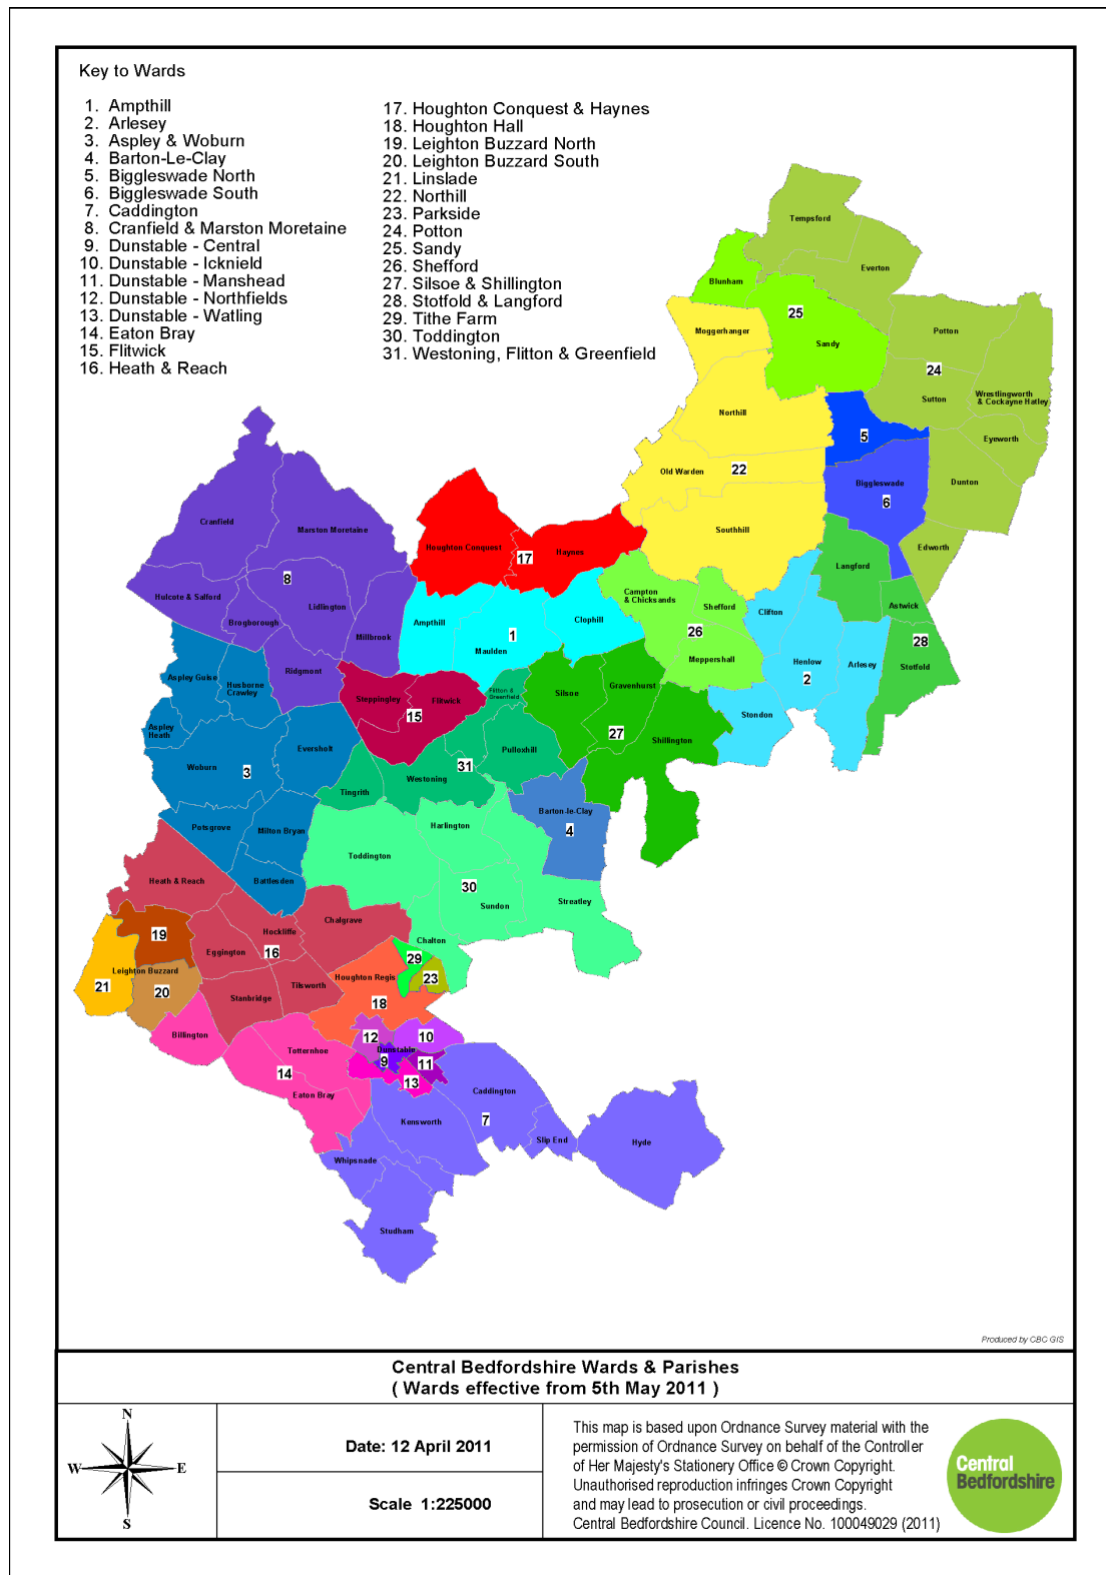 Key to Wards
1. Ampthill
2. Arlesey
3. Aspley & Woburn
4. Barton-Le-Clay
5. Biggleswade North
6. Biggleswade South
7. Caddington
8. Cranfield & Marston Moretaine
9. Dunstable - Central
10. Dunstable - Icknield
11. Dunstable - Manshead
12. Dunstable - Northfields
13. Dunstable - Watling
14. Eaton Bray
15. Flitwick
16. Heath & Reach
17. Houghton Conquest & Haynes
18. Houghton Hall
19. Leighton Buzzard North
20. Leighton Buzzard South
21. Linslade
22. Northill
23. Parkside
24. Potton
25. Sandy
26. Shefford
27. Silsoe & Shillington
28. Stotfold & Langford
29. Tithe Farm
30. Toddington
31. Westoning, Flitton & Greenfield
Tempsford
Everton
Blunham
25
Moggerhanger
Sandy
Potton
24
Sutton
Wrestlingworth
& Cockayne Hatley
Northill
5
Eyeworth
Old Warden
22
Biggleswade
6
Dunton
Cranfield
Marston Moretaine
Southhill
Houghton Conquest
17
Haynes
Edworth
Langford
8
Hulcote & Salford
Lidlington
Brogborough
Millbrook
Ampthill
1
Maulden
Clophill
Campton
& Chicksands
Shefford
26
Meppershall
Clifton
Astwick
28
Stotfold
Henlow
2
Arlesey
Ridgmont
Aspley Guise
Husborne
Crawley
Steppingley
Flitwick
15
Flitton &
Greenfield
Silsoe
Gravenhurst
27
Shillington
Stondon
Aspley
Heath
Eversholt
Woburn
3
Pulloxhill
31
Westoning
Tingrith
Potsgrove
Milton Bryan
Harlington
Barton-le-Clay
4
Toddington
Battlesden
Heath & Reach
30
Sundon
Streatley
Chalgrave
19
Hockliffe
Eggington
16
Chalton
29
23
Leighton Buzzard
21
20
Tilsworth
Stanbridge
Houghton Regis
18
Billington
12
10
Totternhoe
Dunstable
9
11
14
13
Eaton Bray
Caddington
7
Kensworth
Slip End
Hyde
Whipsnade
Studham
Produced by CBC GIS
Central Bedfordshire Wards & Parishes
( Wards effective from 5th May 2011 )
N
W
E
S
Date: 12 April 2011
Scale 1:225000
This map is based upon Ordnance Survey material with the
permission of Ordnance Survey on behalf of the Controller
of Her Majesty's Stationery Office © Crown Copyright.
Unauthorised reproduction infringes Crown Copyright
and may lead to prosecution or civil proceedings.
Central Bedfordshire Council. Licence No. 100049029 (2011)
Central
Bedfordshire